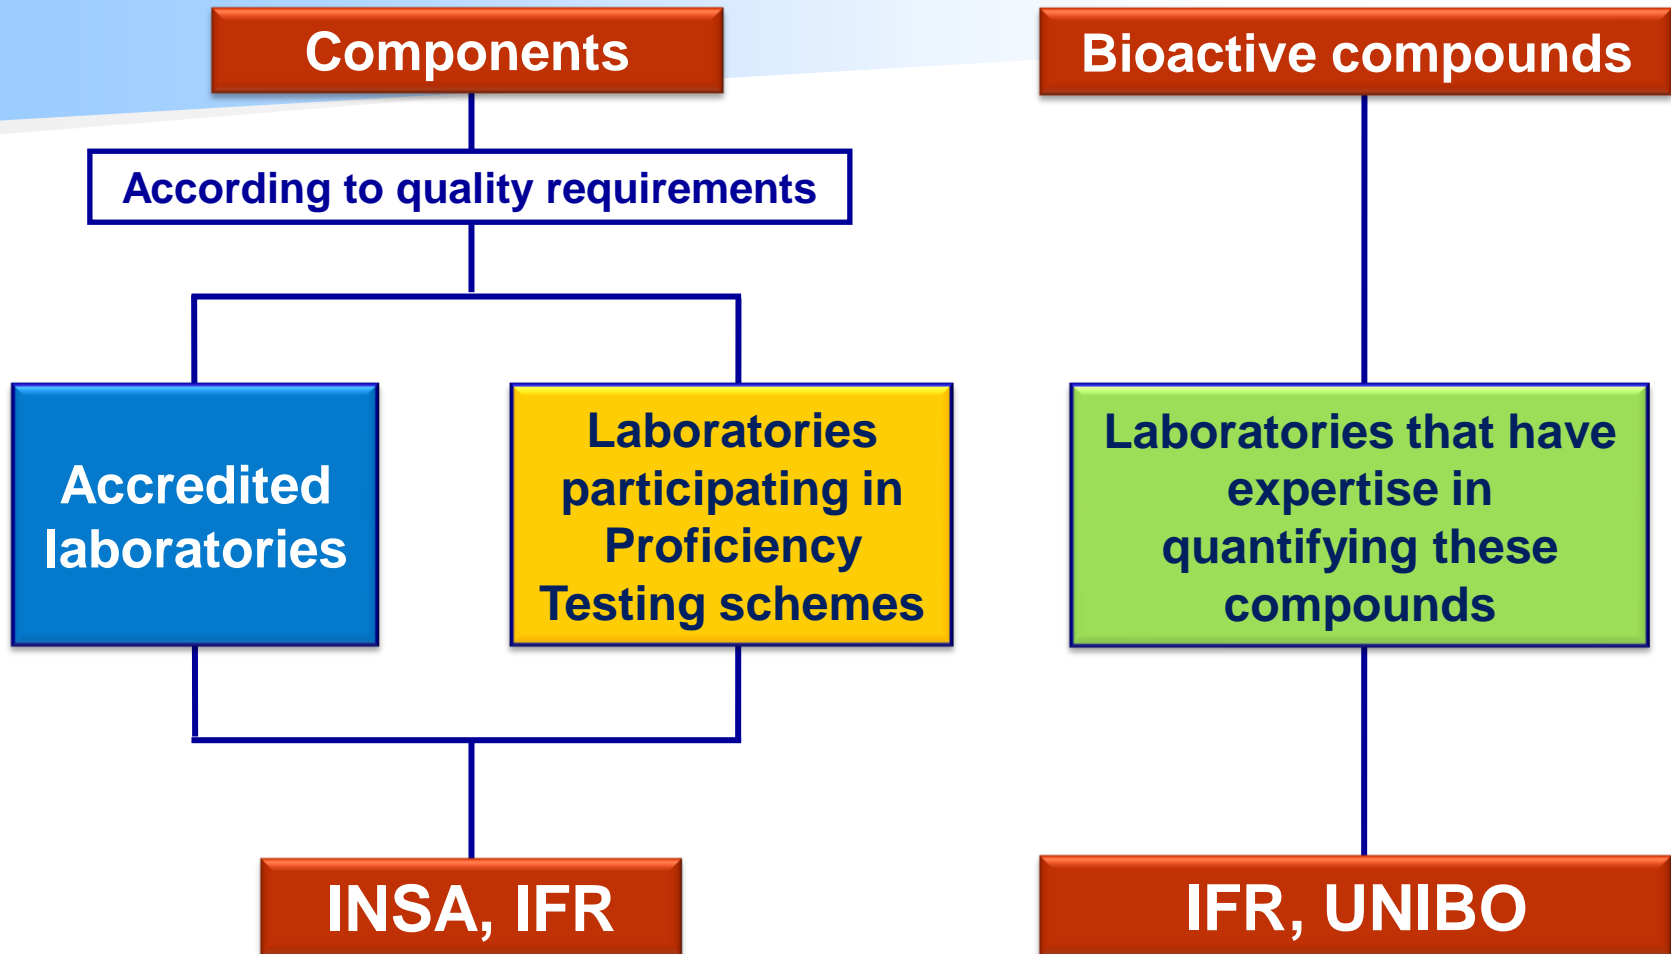 Components
According to quality requirements
Accredited
laboratories
Laboratories
participating in
Proficiency
Testing schemes
INSA, IFR
Bioactive compounds
Laboratories that have
expertise in
quantifying these
compounds
IFR, UNIBO